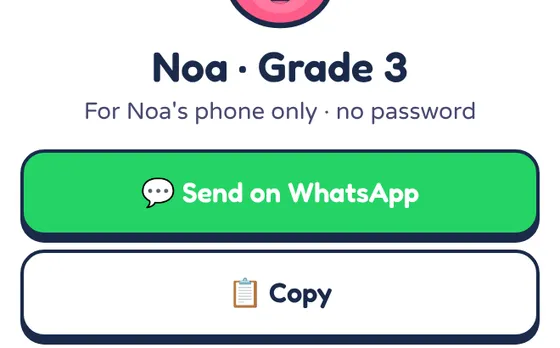 Noa · Grade 3
For Noa's phone only · no password
💬 Send on WhatsApp
📋 Copy